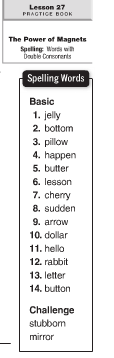 Lesson 27
PRACTICE BOOK
The Power of Magnets
Spelling: Words with
Double Consonants
Spelling Words
Basic
1. jelly
2. bottom
3. pillow
4. happen
5. butter
6. lesson
7. cherry
8. sudden
9. arrow
10. dollar
11. hello
12. rabbit
13. letter
14. button
Challenge
stubborn
mirror